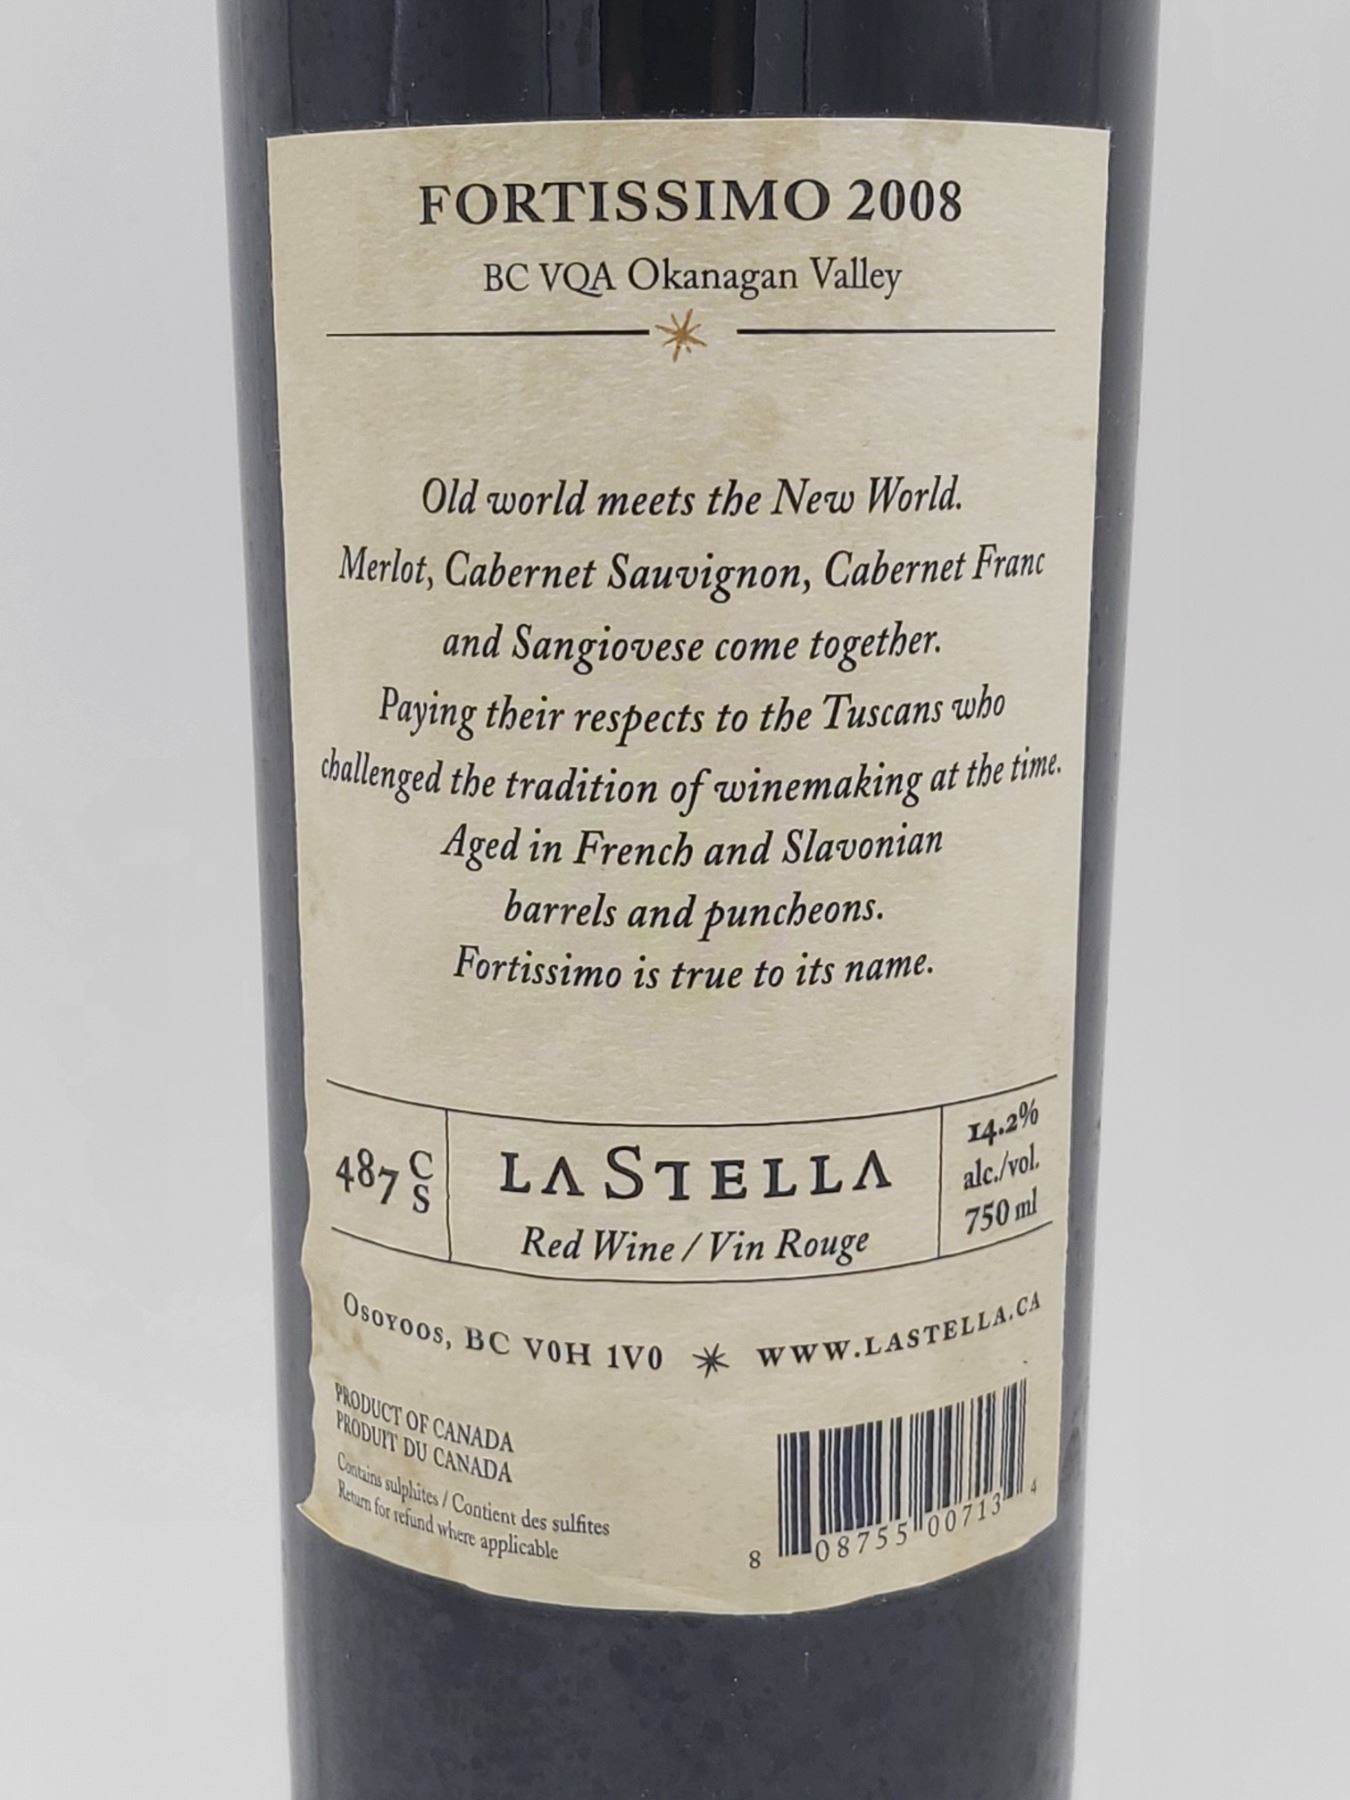 FORTISSIMO 2008
BC VQA Okanagan Valley
Old world meets the New World.
Merlot, Cabernet Sauvignon, Cabernet Franc
and Sangiovese come together.
Paying their respects to the Tuscans who
challenged the tradition of winemaking at the time.
Aged in French and Slavonian
barrels and puncheons.
Fortissimo is true to its name.
487 CS
LASTELLA
Red Wine / Vin Rouge
14.2%
alc./vol.
750 ml
OSOYOOS, BC V0H 1V0 WWW.LASTELLA.CA
PRODUCT OF CANADA
PRODUIT DU CANADA
Contains sulphites / Contient des sulfites
Return for refund where applicable
8 08755 00713 4